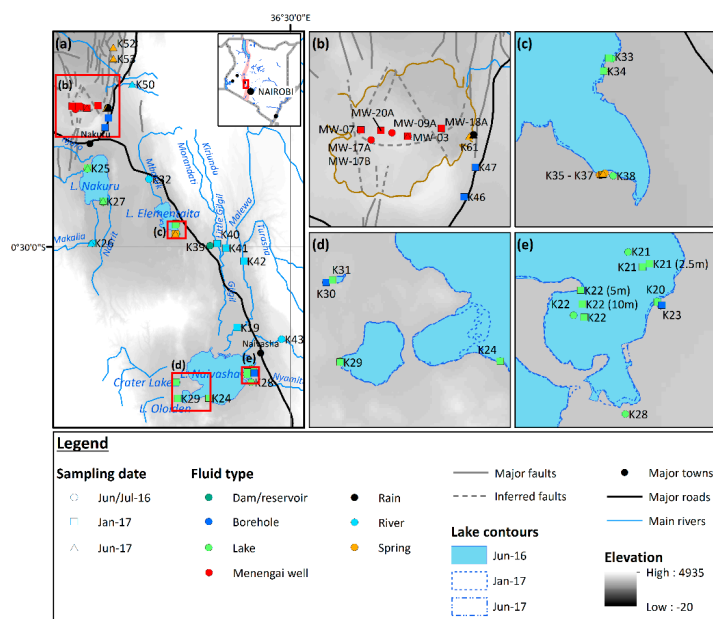 36°30'0"E
(a)
K52
K53
(b)
K50
NAIROBI
Nakuru
K25
L. Nakuru
K32
K27
Morandati
Kiriundu
Little Gilgil
Malewa
Turasha
L. Elementaita
(c)
K40
K39
K41
K42
0°30'0"S
Makalia
K26
Gilgil
K19
Naivasha
K43
(d)
(e)
L. Naivasha
Crater Lake
K28
Nyamit
K29
K24
L. Oloiden
(b)
MW-20A
MW-09A
MW-18A
MW-07
MW-17A
MW-03
MW-17B
K61
K47
K46
(c)
K33
K34
K35 - K37
K38
(d)
K31
K30
K29
K24
(e)
K21
K21
K21 (2.5m)
K22 (5m)
K20
K22
K22 (10m)
K23
K22
K28
Legend
Sampling date
Jun/Jul-16
Jan-17
Jun-17
Fluid type
Dam/reservoir
Borehole
Lake
Menengai well
Rain
River
Spring
Major faults
Inferred faults
Lake contours
Jun-16
Jan-17
Jun-17
Major towns
Major roads
Main rivers
Elevation
High : 4935
Low : -20